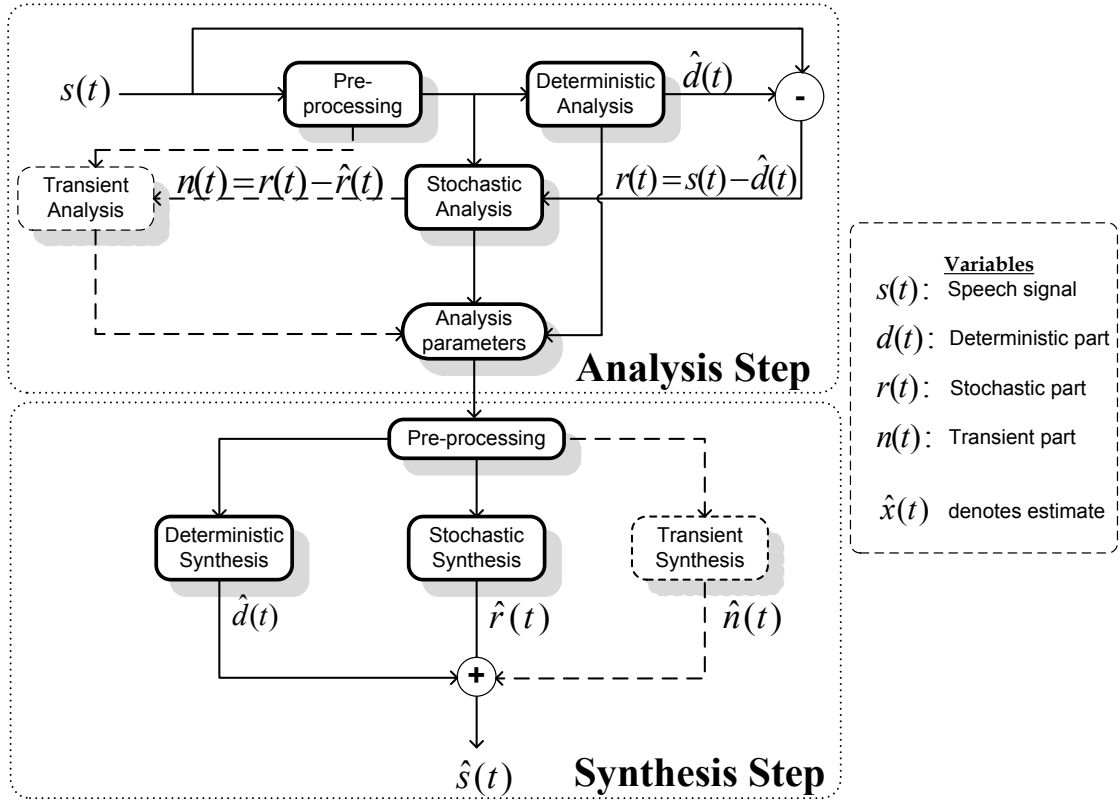 s(t)
Pre-
processing
Deterministic
Analysis
d̂(t)
-
Transient
Analysis
n(t)=r(t)−r̂(t)
Stochastic
Analysis
r(t)=s(t)−d̂(t)
Analysis
parameters
Analysis Step
Variables
s(t): Speech signal
d(t): Deterministic part
r(t): Stochastic part
n(t): Transient part
x̂(t) denotes estimate
Pre-processing
Deterministic
Synthesis
Stochastic
Synthesis
Transient
Synthesis
d̂(t)
r̂(t)
n̂(t)
+
ŝ(t)
Synthesis Step